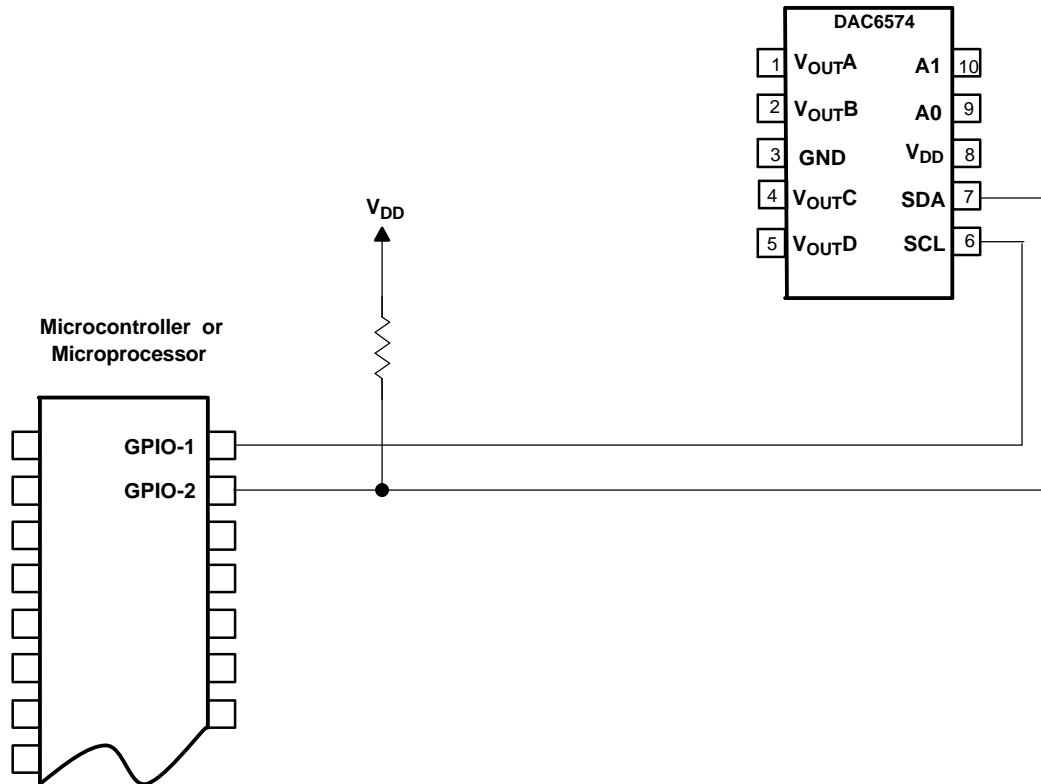 DAC6574
1 VOUTA A1 10
2 VOUTB A0 9
3 GND VDD 8
4 VOUTC SDA 7
5 VOUTD SCL 6
VDD
Microcontroller or
Microprocessor
GPIO-1
GPIO-2